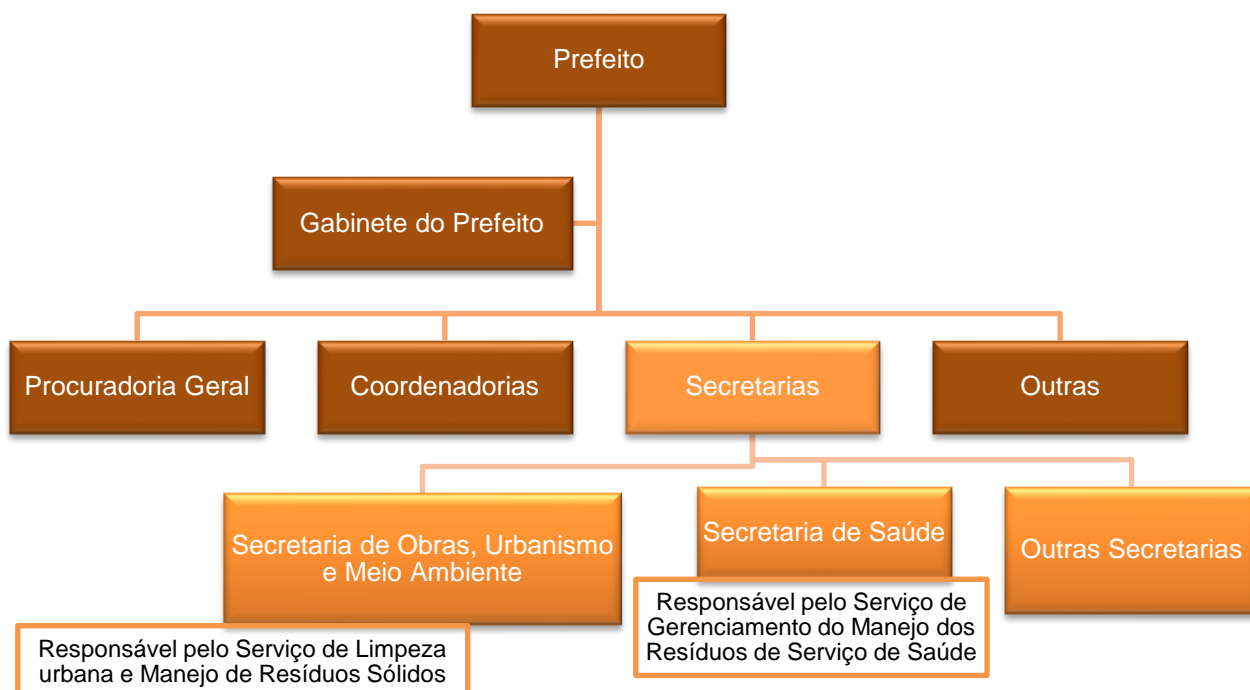 Prefeito
Gabinete do Prefeito
Procuradoria Geral
Coordenadorias
Secretarias
Outras
Secretaria de Obras, Urbanismo
e Meio Ambiente
Secretaria de Saúde
Outras Secretarias
Responsável pelo Serviço de Limpeza
urbana e Manejo de Resíduos Sólidos
Responsável pelo Serviço de
Gerenciamento do Manejo dos
Resíduos de Serviço de Saúde